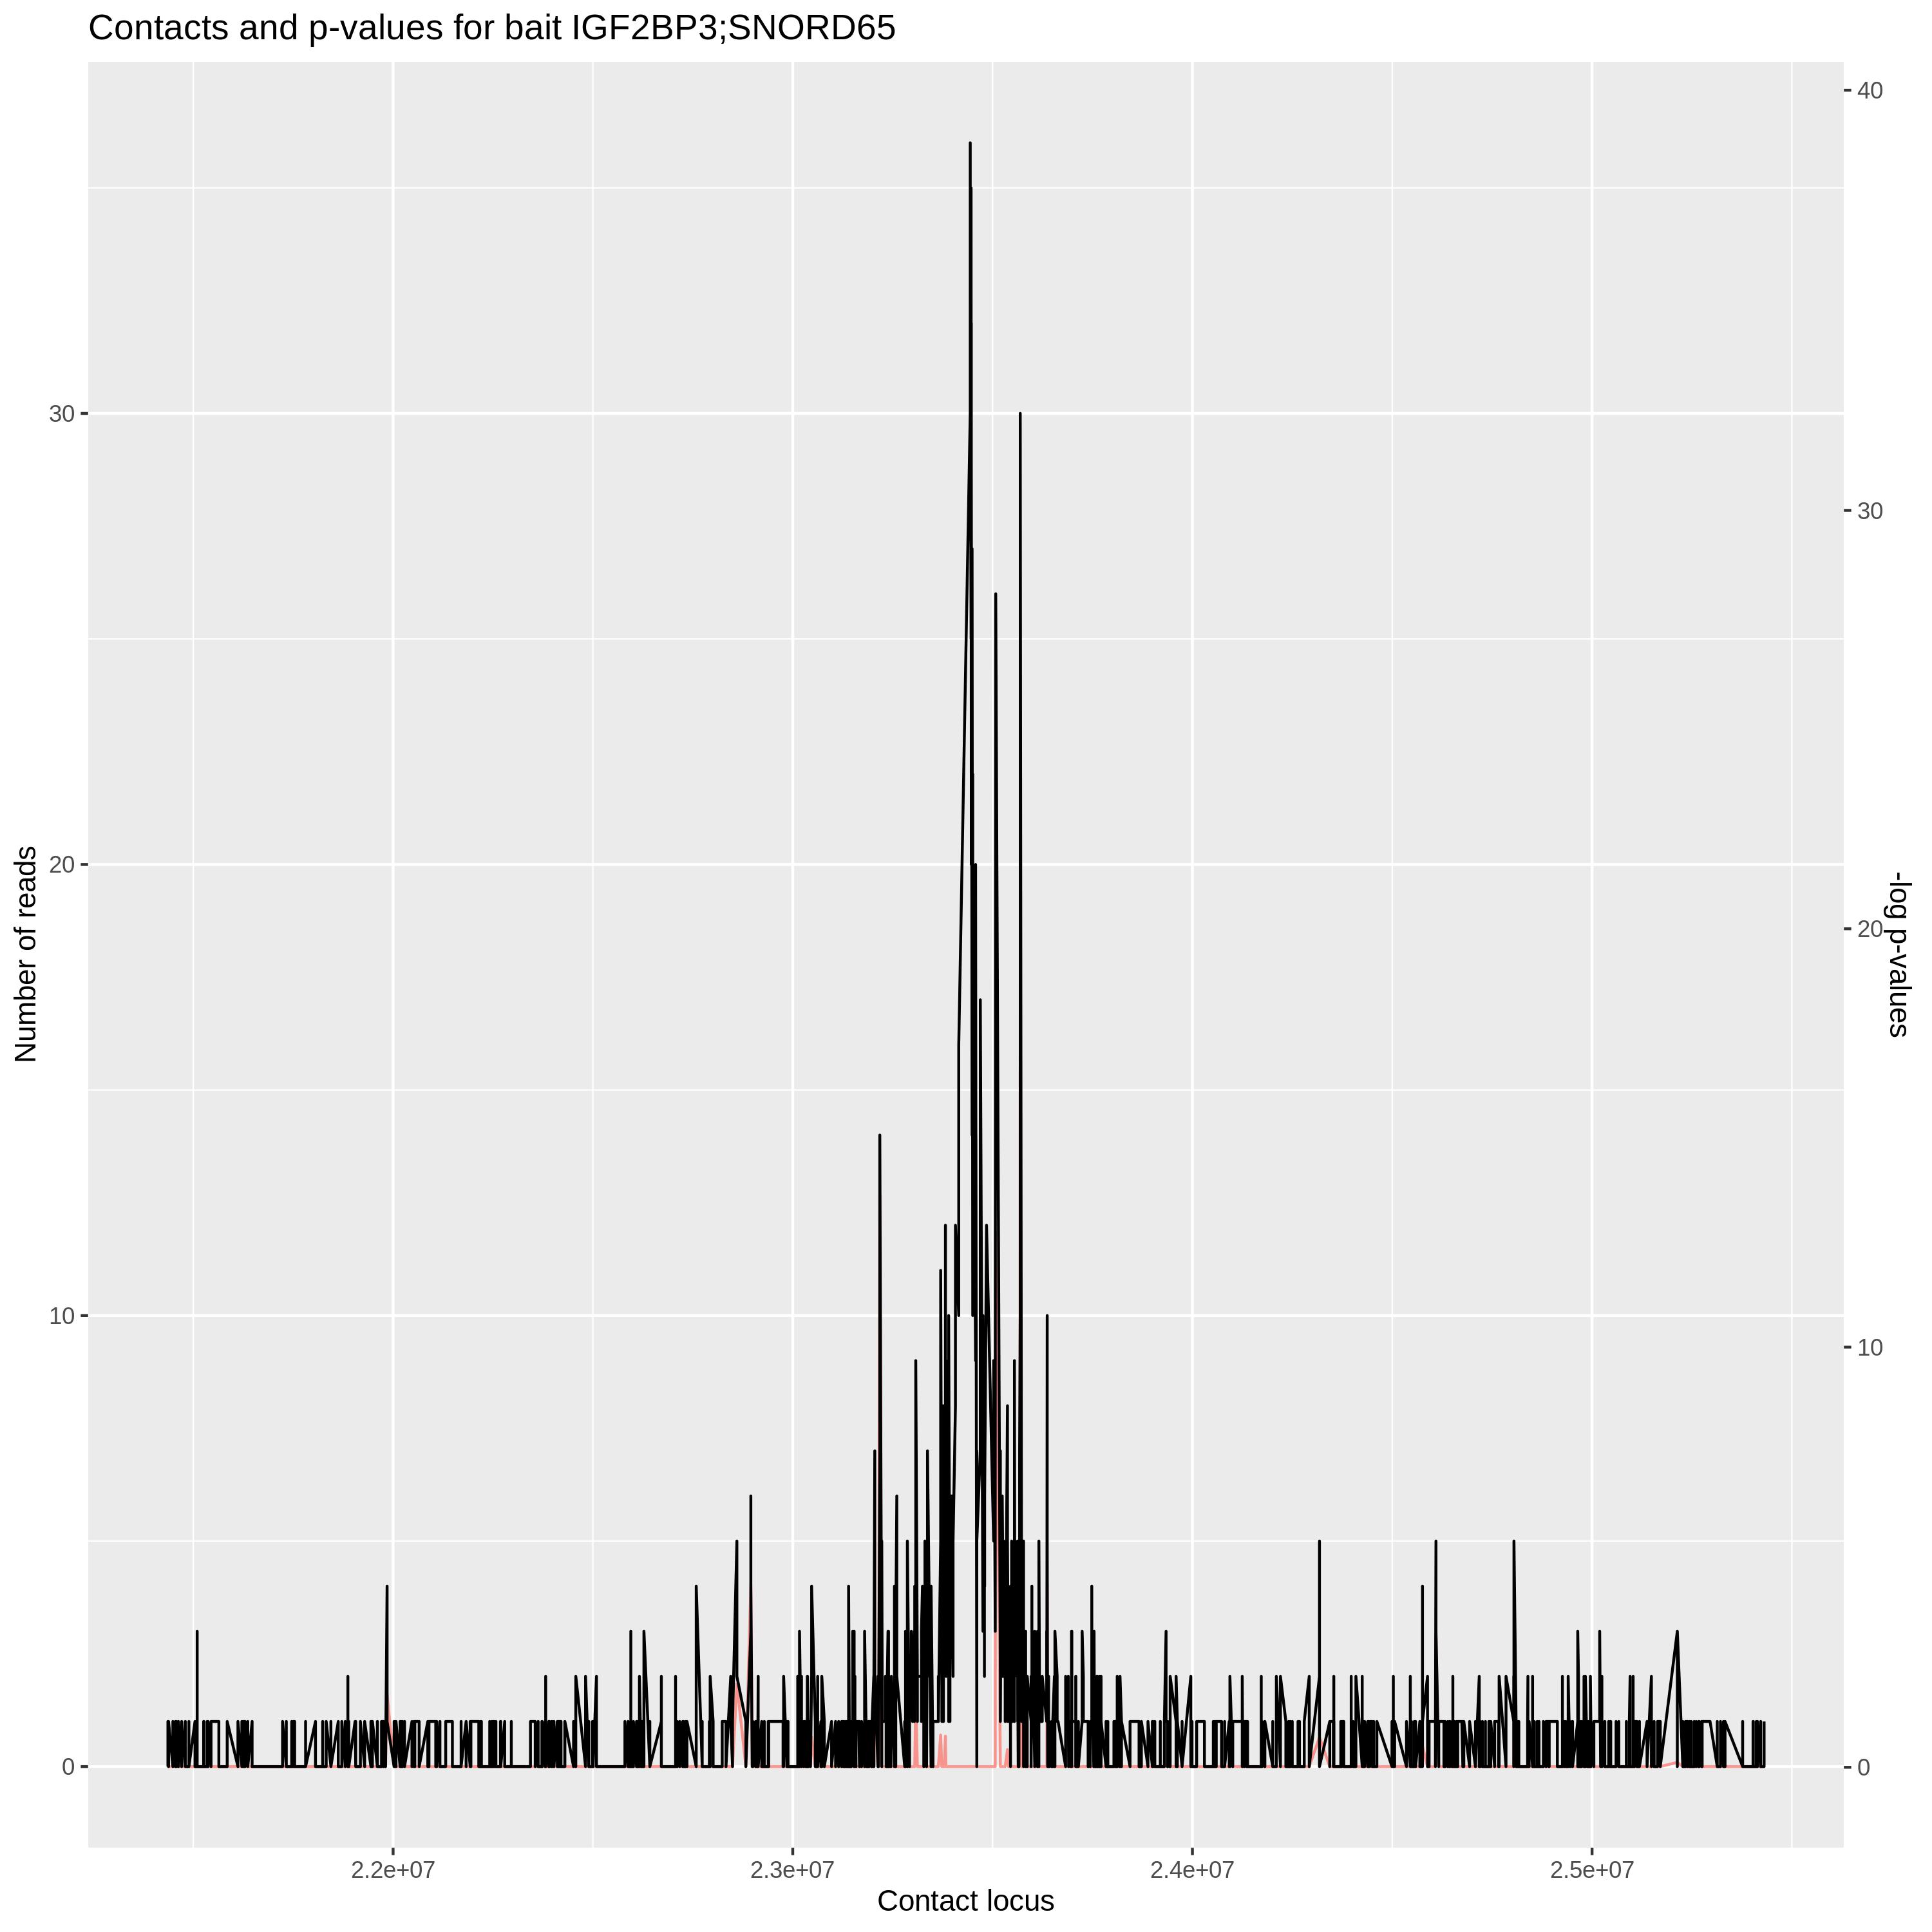 Contacts and p-values for bait IGF2BP3;SNORD65
Number of reads
30
20
10
0
40
30
20
10
0
-log p-values
2.2e+07 2.3e+07 2.4e+07 2.5e+07
Contact locus